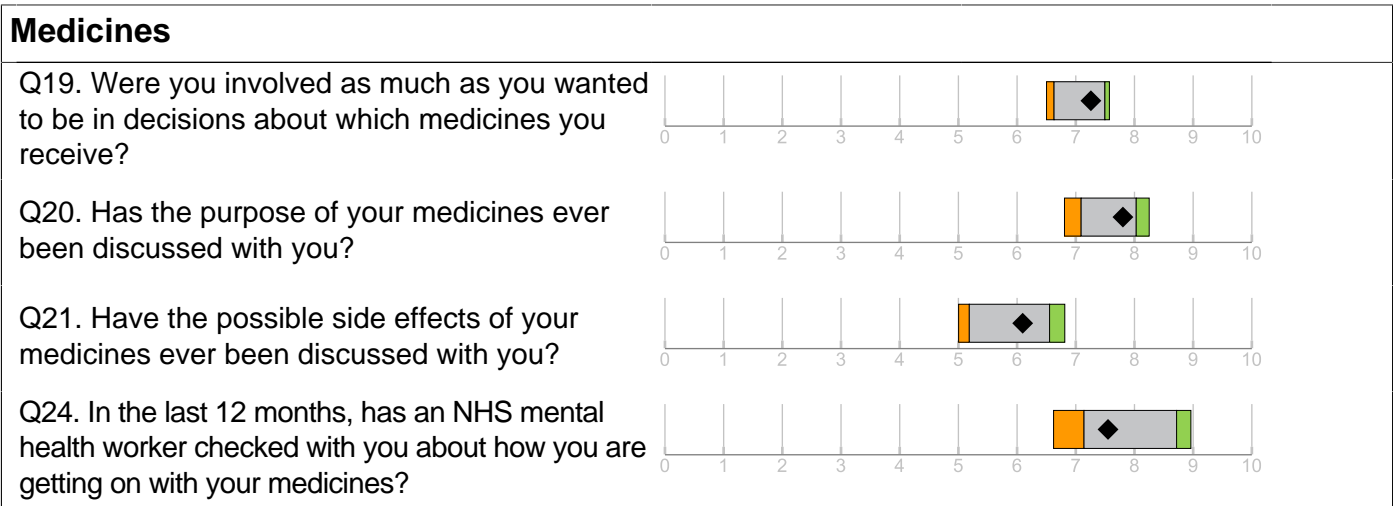 Medicines
Q19. Were you involved as much as you wanted
to be in decisions about which medicines you
receive?
0 1 2 3 4 5 6 7 8 9 10
Q20. Has the purpose of your medicines ever
been discussed with you?
0 1 2 3 4 5 6 7 8 9 10
Q21. Have the possible side effects of your
medicines ever been discussed with you?
0 1 2 3 4 5 6 7 8 9 10
Q24. In the last 12 months, has an NHS mental
health worker checked with you about how you are
getting on with your medicines?
0 1 2 3 4 5 6 7 8 9 10